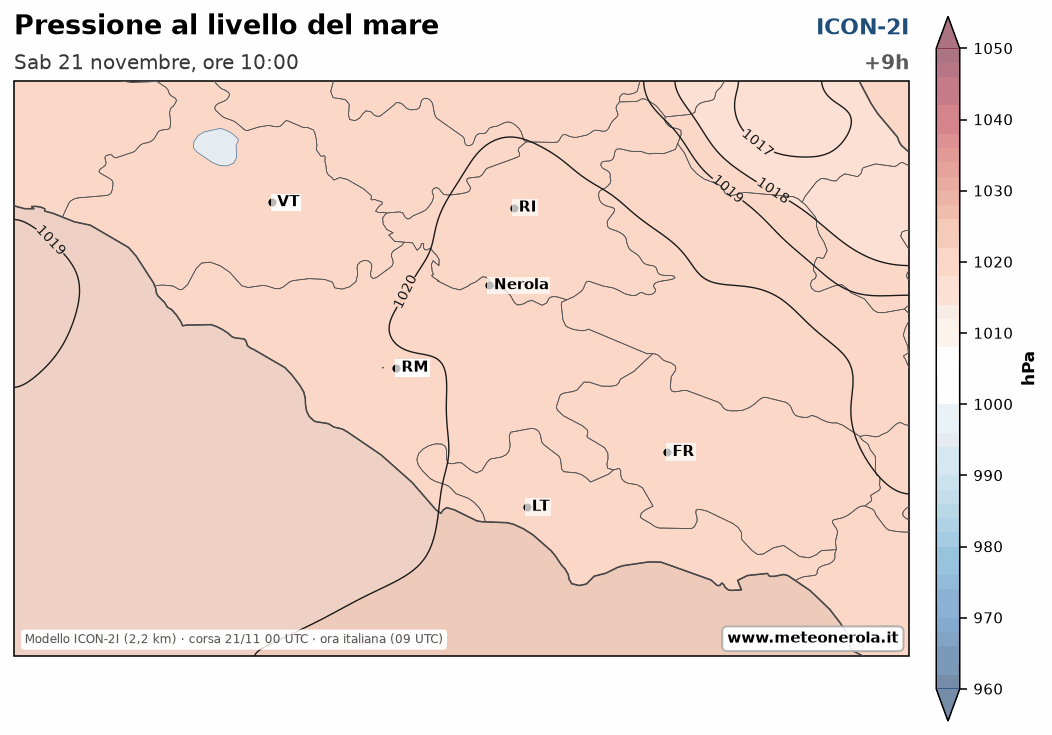 Pressione al livello del mare
ICON-2I
Sab 21 novembre, ore 10:00
+9h
1017
1018
1019
VT
RI
1019
1020
Nerola
RM
FR
LT
Modello ICON-2I (2,2 km) · corsa 21/11 00 UTC · ora italiana (09 UTC)
www.meteonerola.it
1050
1040
1030
1020
1010
1000
990
980
970
960
hPa